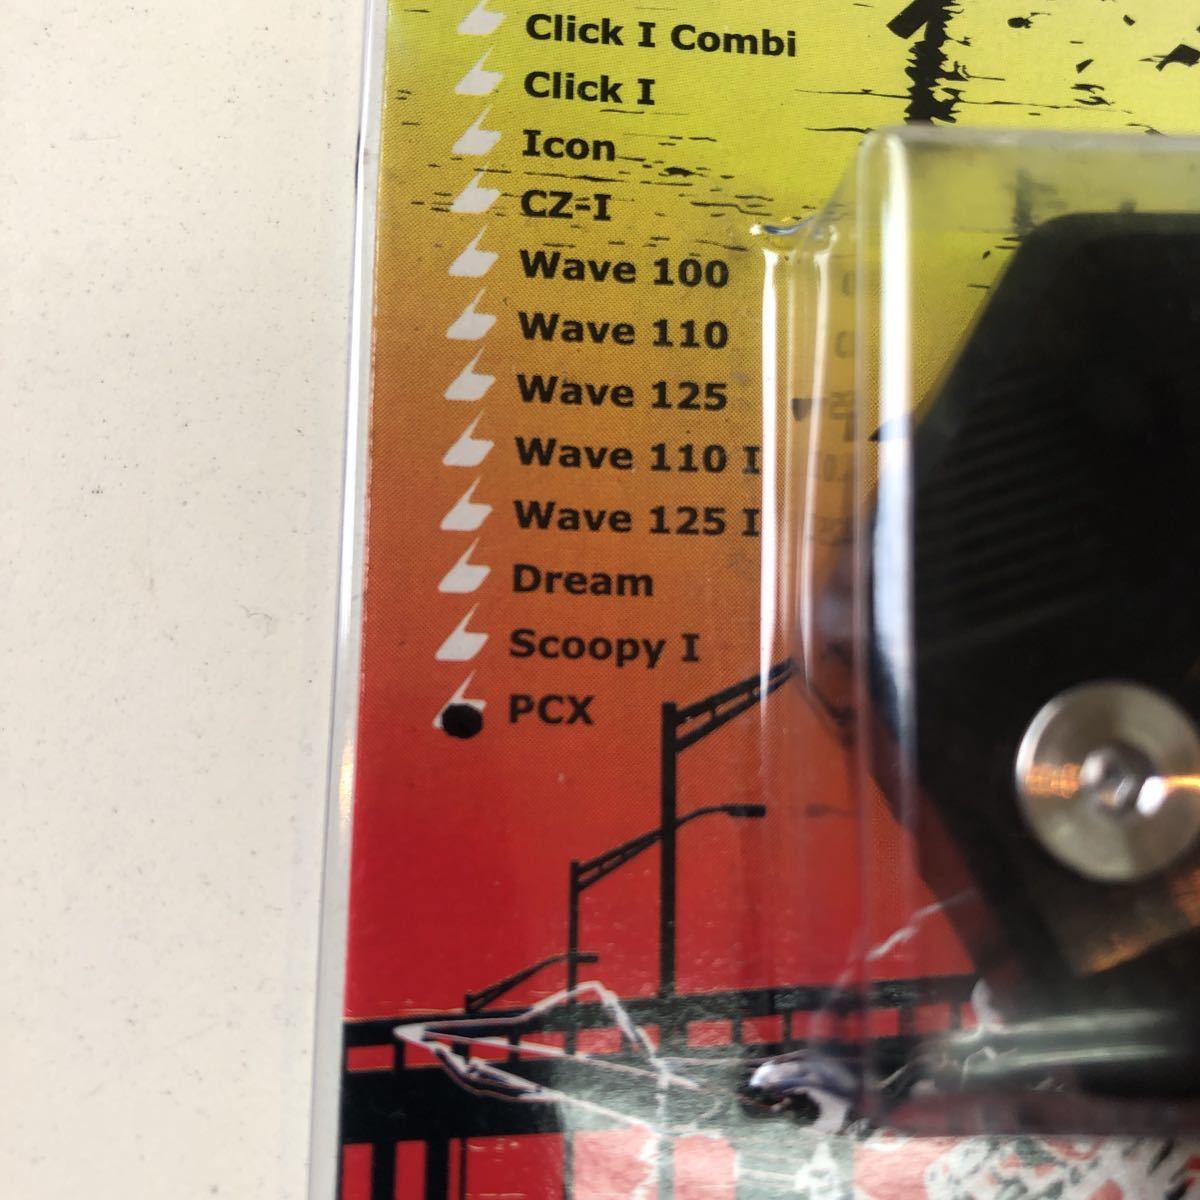 Click I Combi
Click I
Icon
CZ-I
Wave 100
Wave 110
Wave 125
Wave 110 I
Wave 125 I
Dream
Scoopy I
PCX